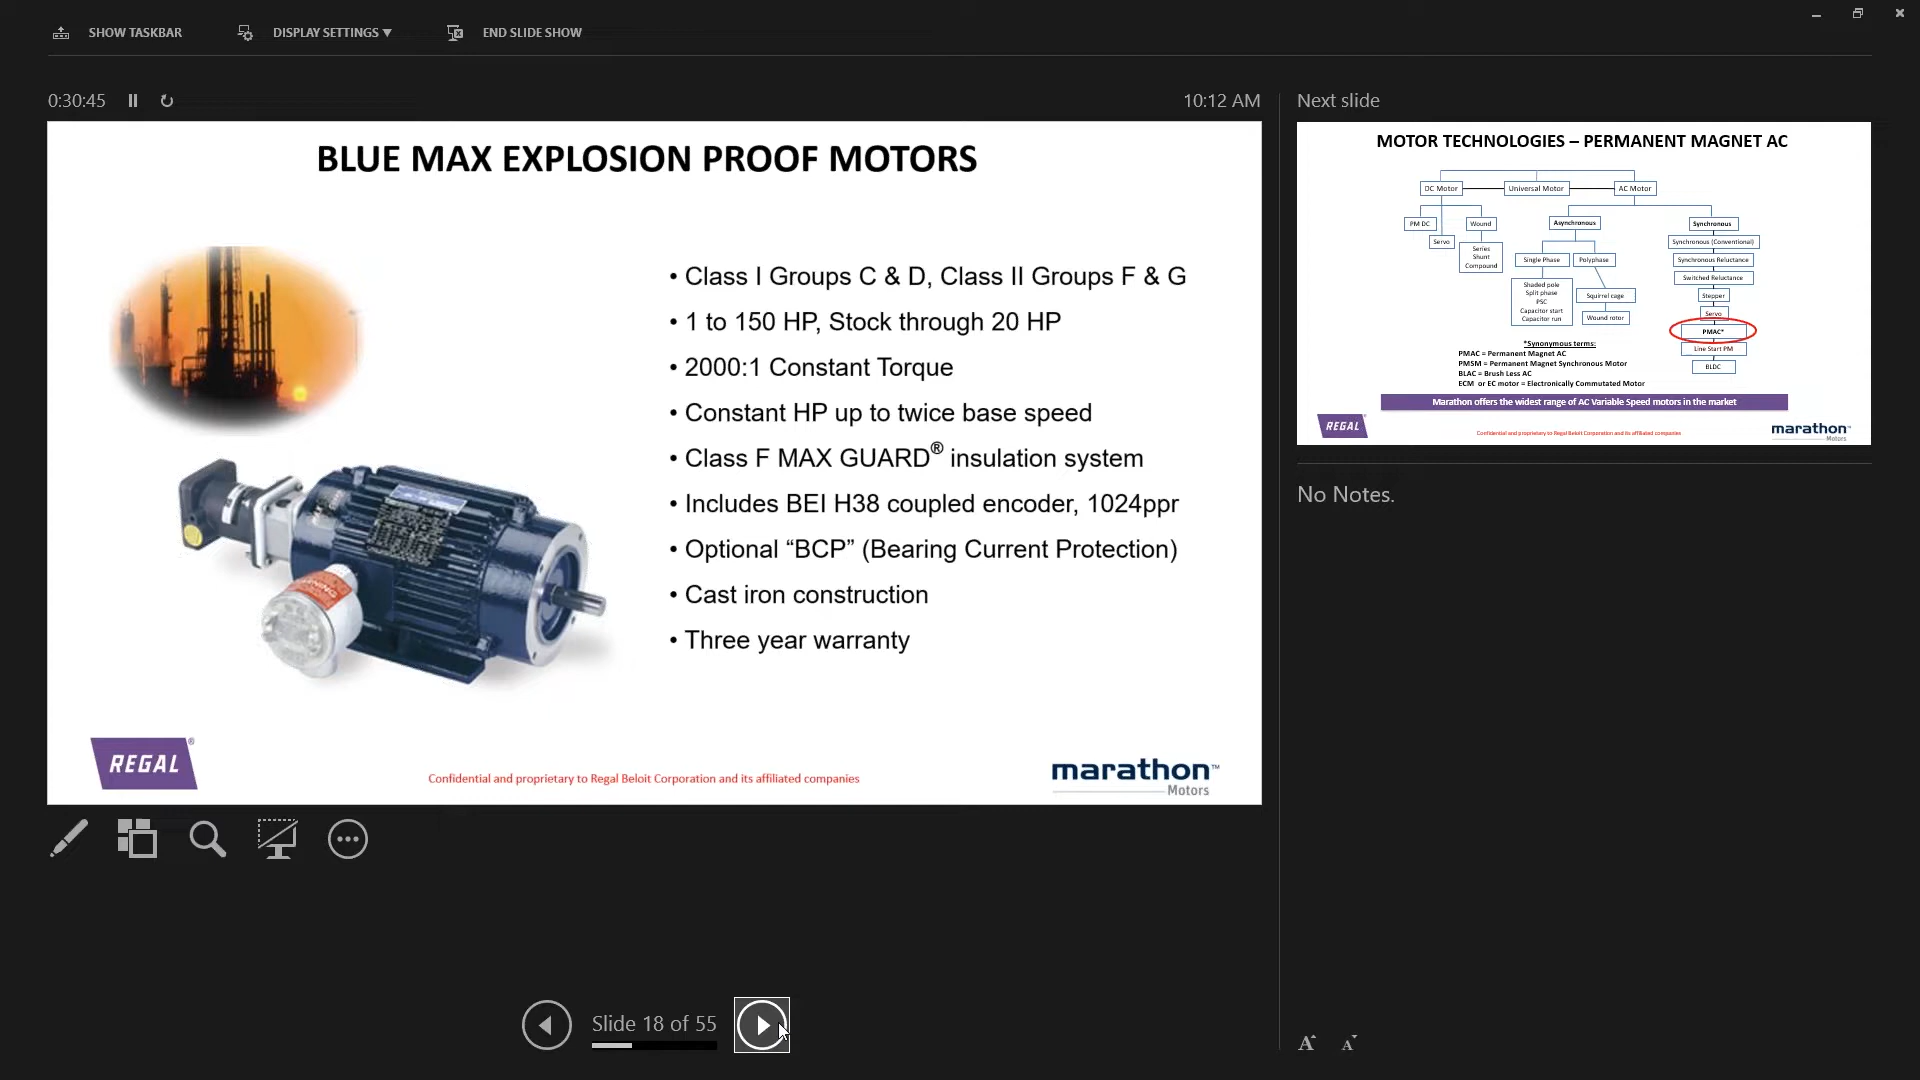 SHOW TASKBAR
DISPLAY SETTINGS ▼
END SLIDE SHOW
0:30:45
10:12 AM
BLUE MAX EXPLOSION PROOF MOTORS
• Class I Groups C & D, Class II Groups F & G
• 1 to 150 HP, Stock through 20 HP
• 2000:1 Constant Torque
• Constant HP up to twice base speed
• Class F MAX GUARD® insulation system
• Includes BEI H38 coupled encoder, 1024ppr
• Optional “BCP” (Bearing Current Protection)
• Cast iron construction
• Three year warranty
WARNING
REGAL®
Confidential and proprietary to Regal Beloit Corporation and its affiliated companies
marathon™
Motors
Slide 18 of 55
Next slide
MOTOR TECHNOLOGIES – PERMANENT MAGNET AC
DC Motor
Universal Motor
AC Motor
PM DC
Wound
Asynchronous
Synchronous
Servo
Series
Shunt
Compound
Synchronous (Conventional)
Single Phase
Polyphase
Synchronous Reluctance
Switched Reluctance
Shaded pole
Split phase
PSC
Capacitor start
Capacitor run
Squirrel cage
Stepper
Wound rotor
Servo
PMAC*
Line Start PM
BLDC
*Synonymous terms:
PMAC = Permanent Magnet AC
PMSM = Permanent Magnet Synchronous Motor
BLAC = Brush Less AC
ECM or EC motor = Electronically Commutated Motor
Marathon offers the widest range of AC Variable Speed motors in the market
REGAL
Confidential and proprietary to Regal Beloit Corporation and its affiliated companies
marathon™
Motors
No Notes.
A A